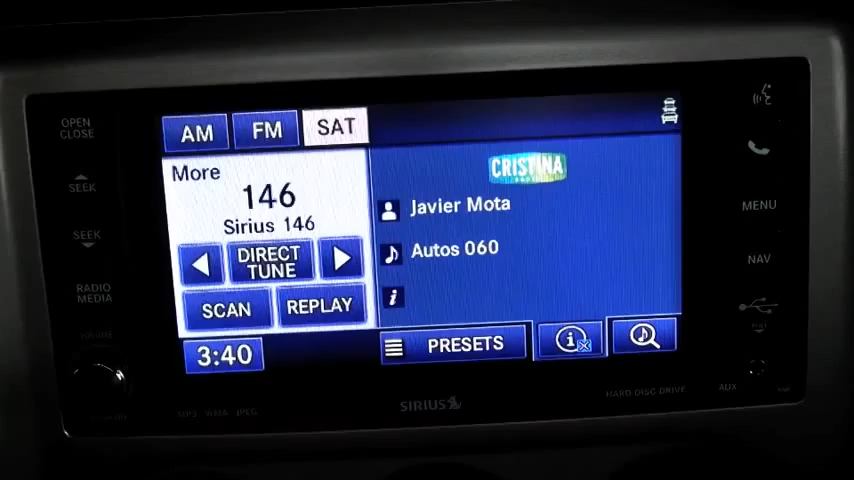 OPEN
CLOSE
SEEK
SEEK
RADIO
MEDIA
AM
FM
SAT
More
146
Sirius 146
DIRECT
TUNE
SCAN
REPLAY
3:40
CRISTINA
Javier Mota
Autos 060
i
PRESETS
i
MENU
NAV
MP3 WMA JPEG
SIRIUS
HARD DISC DRIVE
AUX